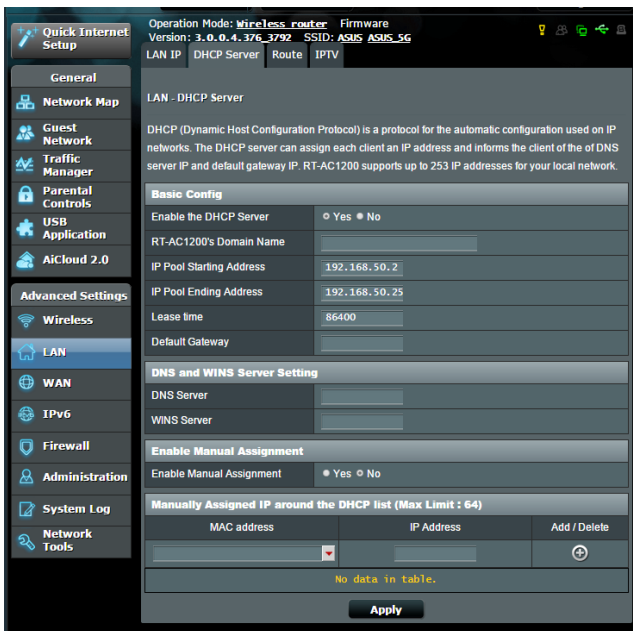 Quick Internet
Setup
General
Network Map
Guest
Network
Traffic
Manager
Parental
Controls
USB
Application
AiCloud 2.0
Advanced Settings
Wireless
LAN
WAN
IPv6
Firewall
Administration
System Log
Network
Tools
Operation Mode: Wireless router Firmware
Version: 3.0.0.4.376_3792 SSID: ASUS ASUS_5G
LAN IP DHCP Server Route IPTV
LAN - DHCP Server
DHCP (Dynamic Host Configuration Protocol) is a protocol for the automatic configuration used on IP
networks. The DHCP server can assign each client an IP address and informs the client of the of DNS
server IP and default gateway IP. RT-AC1200 supports up to 253 IP addresses for your local network.
Basic Config
Enable the DHCP Server Yes No
RT-AC1200's Domain Name
IP Pool Starting Address 192.168.50.2
IP Pool Ending Address 192.168.50.25
Lease time 86400
Default Gateway
DNS and WINS Server Setting
DNS Server
WINS Server
Enable Manual Assignment
Enable Manual Assignment Yes No
Manually Assigned IP around the DHCP list (Max Limit : 64)
MAC address IP Address Add / Delete
No data in table.
Apply